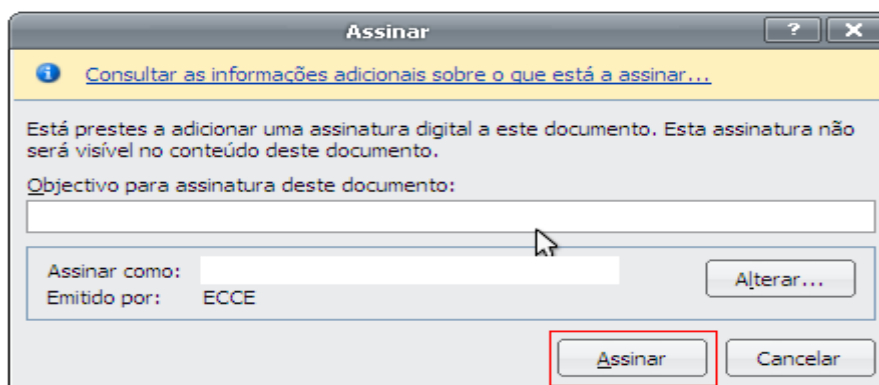 Assinar
?
Consultar as informações adicionais sobre o que está a assinar...
Está prestes a adicionar uma assinatura digital a este documento. Esta assinatura não
será visível no conteúdo deste documento.
Objectivo para assinatura deste documento:
Assinar como:
Alterar...
Emitido por: ECCE
Assinar Cancelar